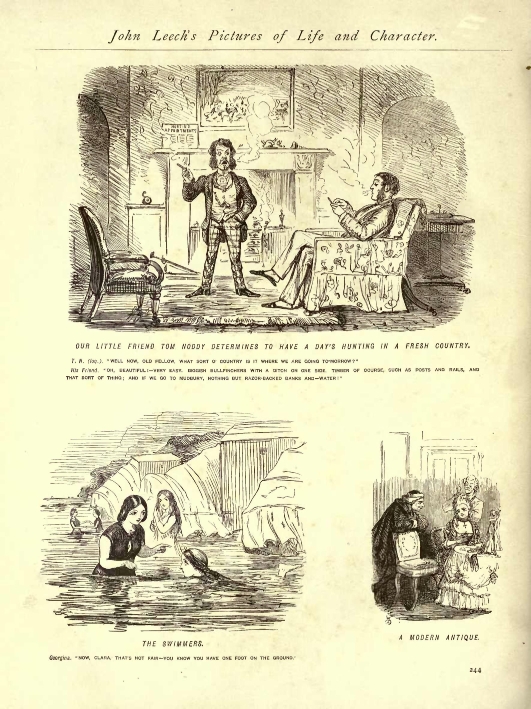 John Leech's Pictures of Life and Character.
OUR LITTLE FRIEND TOM NODDY DETERMINES TO HAVE A DAY'S HUNTING IN A FRESH COUNTRY.
T. N. (loq.). "WELL NOW, OLD FELLOW, WHAT SORT O' COUNTRY IS IT WHERE WE ARE GOING TO-MORROW?"
His Friend. "OH, BEAUTIFUL!—VERY EASY. BIGGISH BULLFINCHERS WITH A DITCH ON ONE SIDE, TIMBER OF COURSE, SUCH AS POSTS AND RAILS, AND
THAT SORT OF THING; AND IF WE GO TO MUDBURY, NOTHING BUT RAZOR-BACKED BANKS AND—WATER!"
THE SWIMMERS.
Georgina. "NOW, CLARA, THAT'S NOT FAIR—YOU KNOW YOU HAVE ONE FOOT ON THE GROUND."
A MODERN ANTIQUE.
244